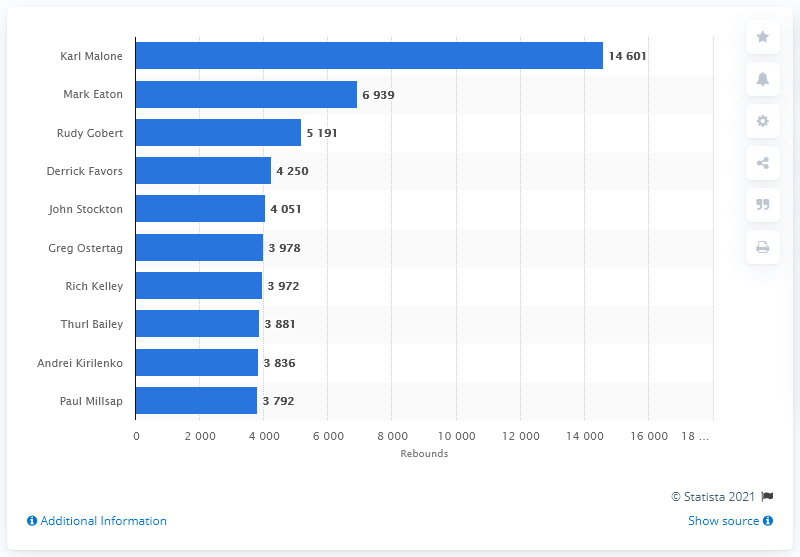 Karl Malone 14 601
Mark Eaton 6 939
Rudy Gobert 5 191
Derrick Favors 4 250
John Stockton 4 051
Greg Ostertag 3 978
Rich Kelley 3 972
Thurl Bailey 3 881
Andrei Kirilenko 3 836
Paul Millsap 3 792
0 2 000 4 000 6 000 8 000 10 000 12 000 14 000 16 000 18 ...
Rebounds
© Statista 2021
Additional Information Show source